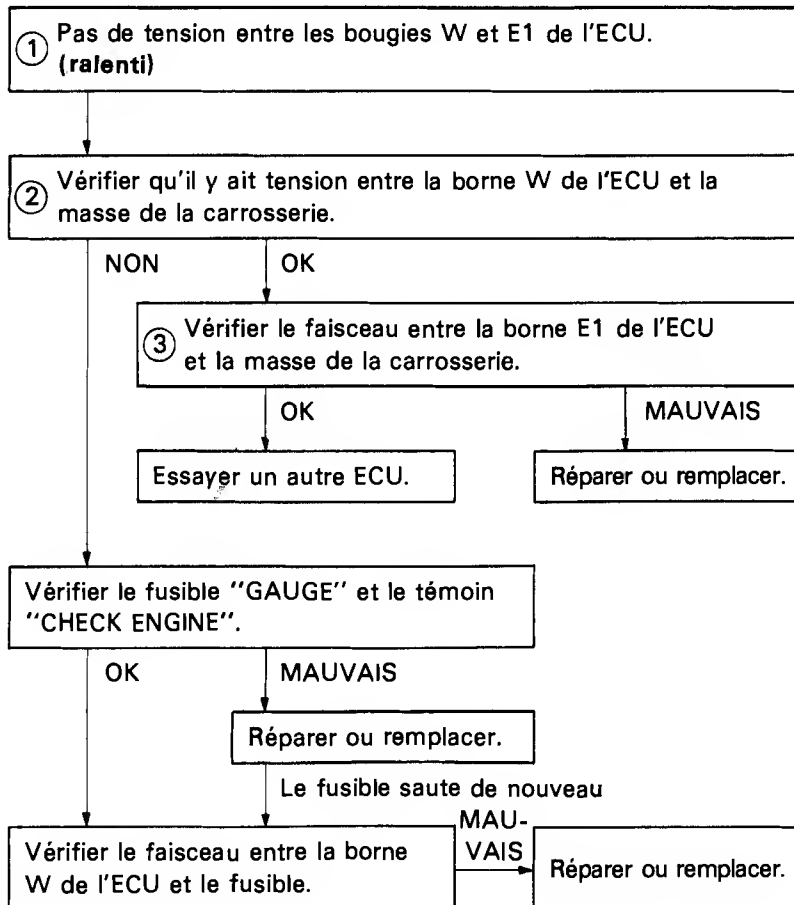 ① Pas de tension entre les bougies W et E1 de l'ECU.
(ralenti)
② Vérifier qu'il y ait tension entre la borne W de l'ECU et la
masse de la carrosserie.
NON
OK
③ Vérifier le faisceau entre la borne E1 de l'ECU
et la masse de la carrosserie.
OK
MAUVAIS
Essayer un autre ECU.
Réparer ou remplacer.
Vérifier le fusible "GAUGE" et le témoin
"CHECK ENGINE".
OK
MAUVAIS
Réparer ou remplacer.
Le fusible saute de nouveau
Vérifier le faisceau entre la borne
W de l'ECU et le fusible.
MAU-
VAIS
Réparer ou remplacer.